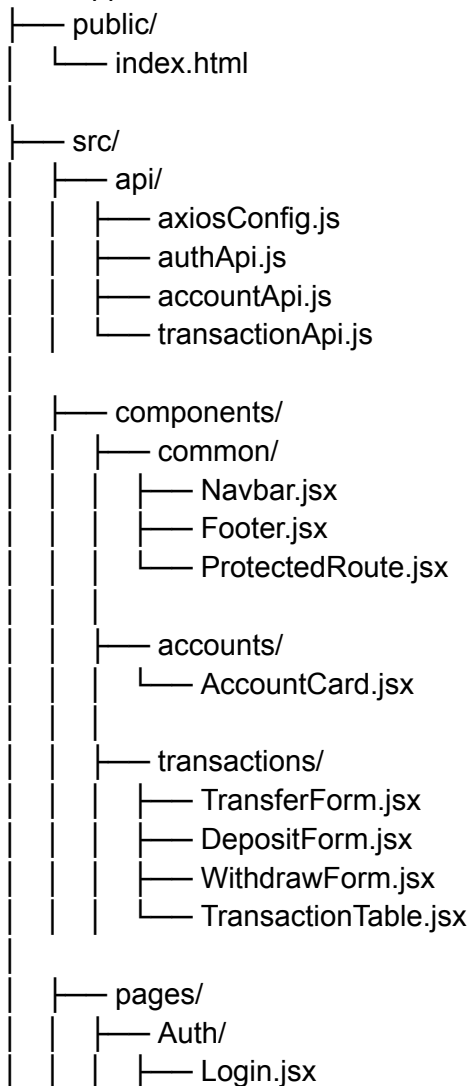 ├── public/
│   └── index.html
│
├── src/
│   ├── api/
│   │   ├── axiosConfig.js
│   │   ├── authApi.js
│   │   ├── accountApi.js
│   │   └── transactionApi.js
│
│   ├── components/
│   │   ├── common/
│   │   │   ├── Navbar.jsx
│   │   │   ├── Footer.jsx
│   │   │   └── ProtectedRoute.jsx
│   │   │
│   │   ├── accounts/
│   │   │   └── AccountCard.jsx
│   │   │
│   │   ├── transactions/
│   │   │   ├── TransferForm.jsx
│   │   │   ├── DepositForm.jsx
│   │   │   ├── WithdrawForm.jsx
│   │   │   └── TransactionTable.jsx
│
│   ├── pages/
│   │   ├── Auth/
│   │   │   ├── Login.jsx